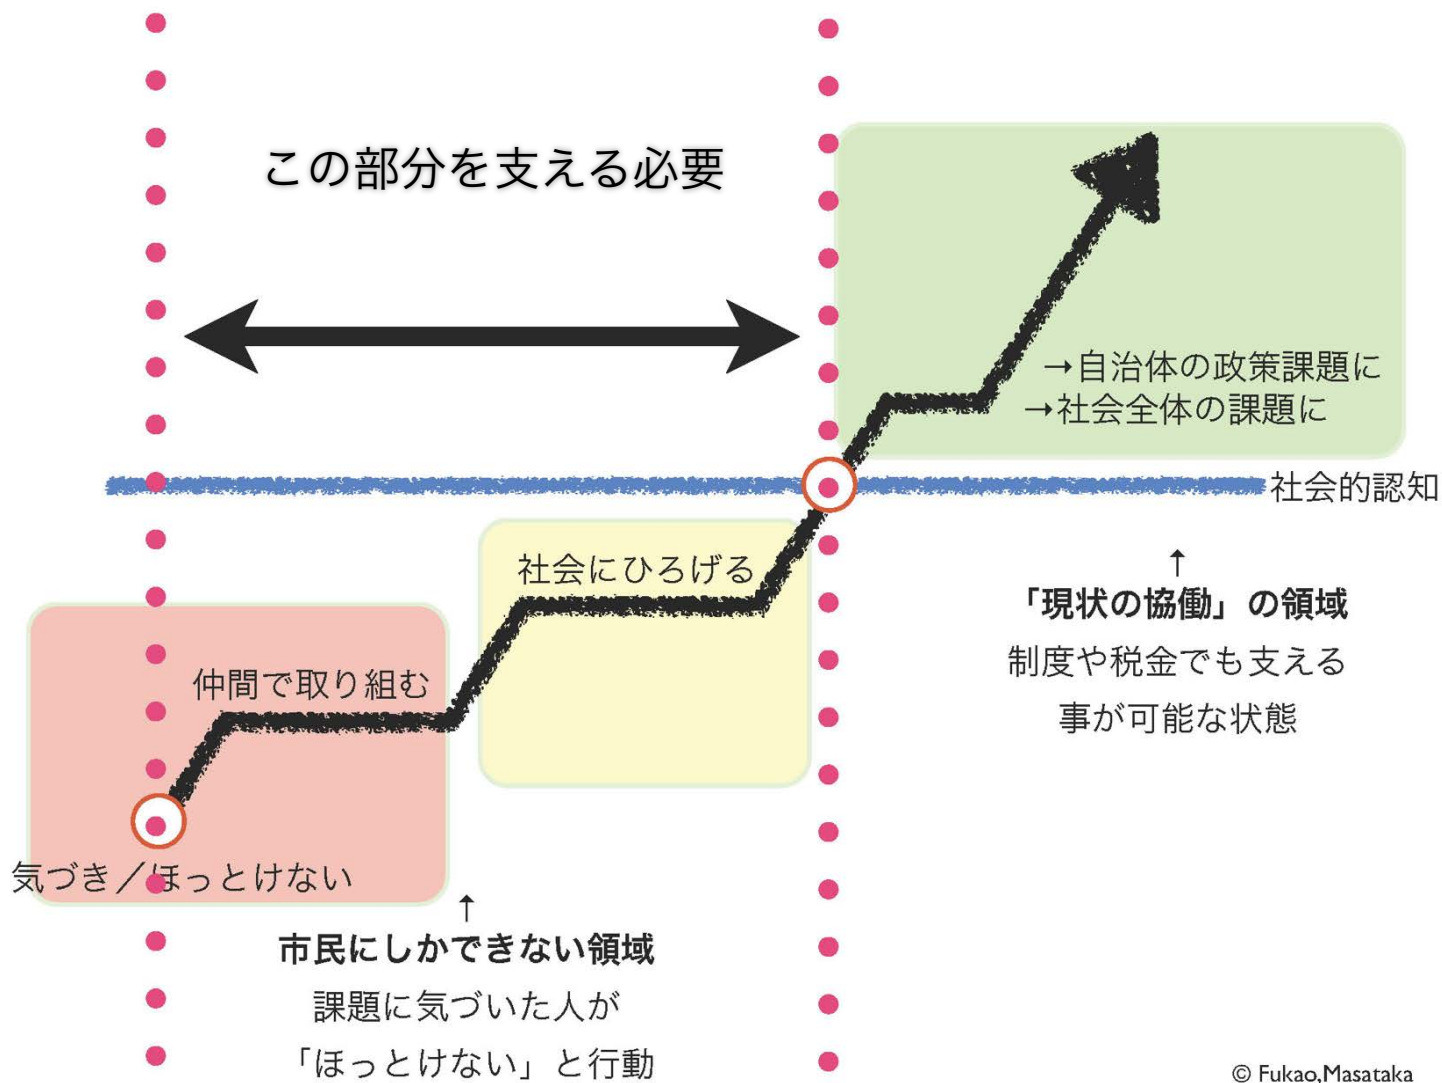 この部分を支える必要
→自治体の政策課題に
→社会全体の課題に
社会的認知
社会にひろげる
↑
「現状の協働」の領域
制度や税金でも支える
事が可能な状態
仲間で取り組む
気づき／ほっとけない
↑
市民にしかできない領域
課題に気づいた人が
「ほっとけない」と行動
© Fukao,Masataka